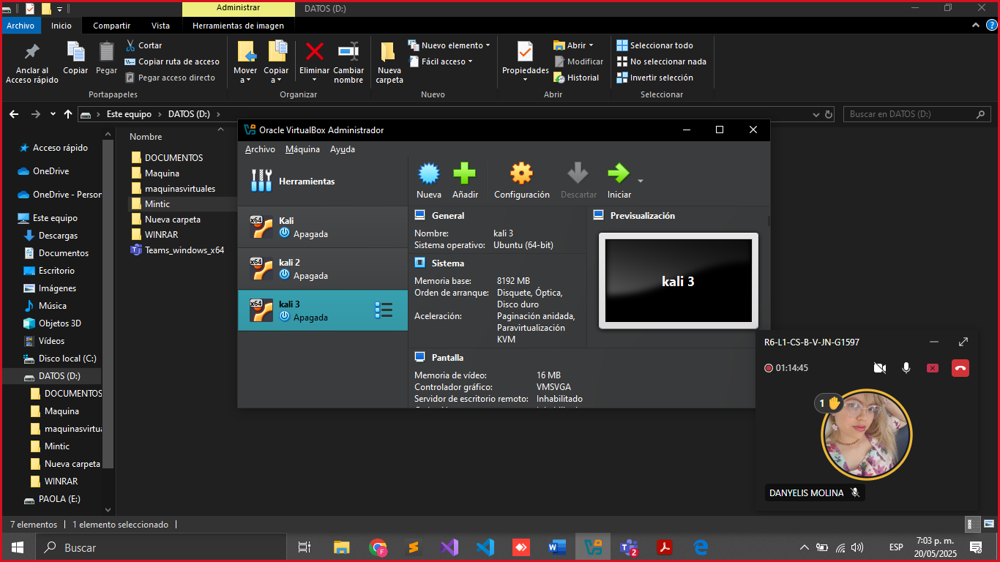 Administrar
DATOS (D:)
Archivo
Inicio
Compartir
Vista
Herramientas de imagen
Anclar al
Acceso rápido
Copiar
Pegar
Cortar
Copiar ruta de acceso
Pegar acceso directo
Portapapeles
Mover
a
Copiar
a
Eliminar
Cambiar
nombre
Organizar
Nueva
carpeta
Nuevo elemento
Fácil acceso
Nuevo
Propiedades
Abrir
Modificar
Historial
Abrir
Seleccionar todo
No seleccionar nada
Invertir selección
Seleccionar
Este equipo
DATOS (D:)
Buscar en DATOS (D:)
Acceso rápido
OneDrive
OneDrive - Person
Este equipo
Descargas
Documentos
Escritorio
Imágenes
Música
Objetos 3D
Vídeos
Disco local (C:)
DATOS (D:)
DOCUMENTOS
Maquina
maquinasvirtua
Mintic
Nueva carpeta
WINRAR
PAOLA (E:)
Nombre
DOCUMENTOS
Maquina
maquinasvirtuales
Mintic
Nueva carpeta
WINRAR
Teams_windows_x64
Oracle VirtualBox Administrador
Archivo
Máquina
Ayuda
Herramientas
Nueva
Añadir
Configuración
Descartar
Iniciar
x64
Kali
Apagada
x64
kali 2
Apagada
x64
kali 3
Apagada
General
Nombre: kali 3
Sistema operativo: Ubuntu (64-bit)
Sistema
Memoria base: 8192 MB
Orden de arranque: Disquete, Óptica,
Disco duro
Aceleración: Paginación anidada,
Paravirtualización
KVM
Previsualización
kali 3
Pantalla
Memoria de vídeo: 16 MB
Controlador gráfico: VMSVGA
Servidor de escritorio remoto: Inhabilitado
R6-L1-CS-B-V-JN-G1597
01:14:45
1
DANYELIS MOLINA
7 elementos
1 elemento seleccionado
Buscar
F
2
ESP
7:03 p. m.
20/05/2025